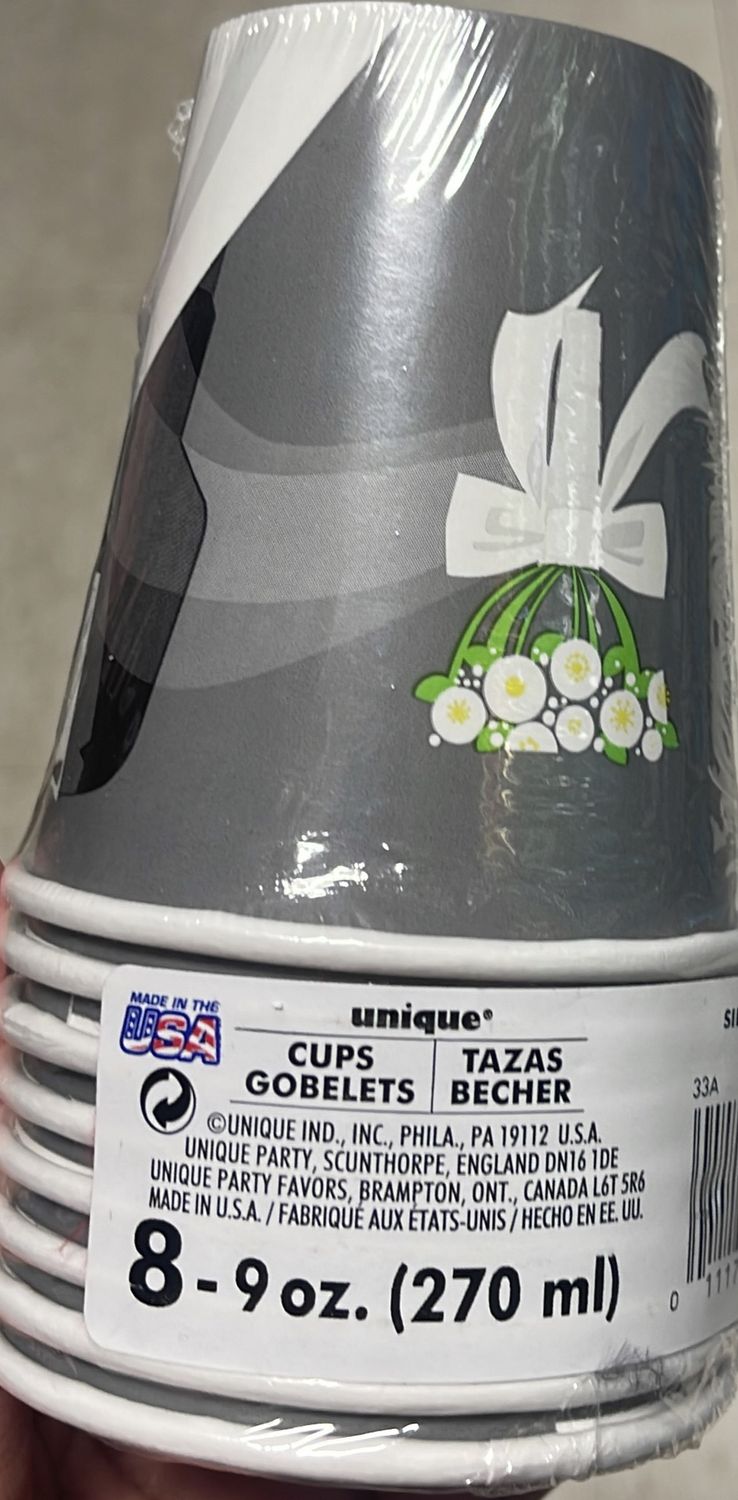 MADE IN THE
USA
unique®
CUPS
GOBELETS
TAZAS
BECHER
©UNIQUE IND., INC., PHILA., PA 19112 U.S.A.
UNIQUE PARTY, SCUNTHORPE, ENGLAND DN16 1DE
UNIQUE PARTY FAVORS, BRAMPTON, ONT., CANADA L6T 5R6
MADE IN U.S.A. / FABRIQUÉ AUX ÉTATS-UNIS / HECHO EN EE. UU.
8 - 9 oz. (270 ml)
33A
0